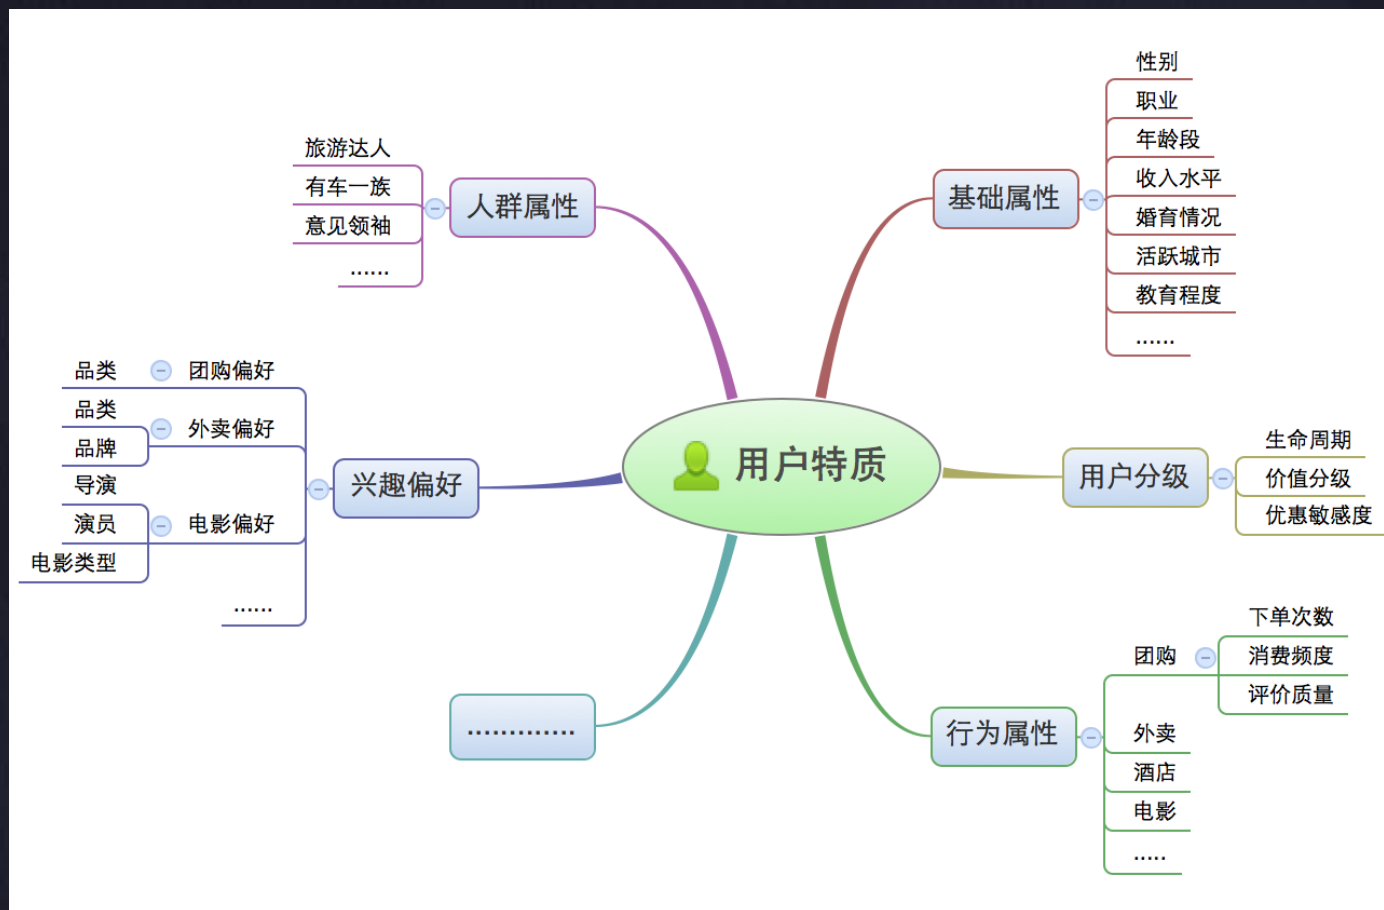 用户特质
基础属性
性别
职业
年龄段
收入水平
婚育情况
活跃城市
教育程度
......
用户分级
生命周期
价值分级
优惠敏感度
行为属性
团购
下单次数
消费频度
评价质量
外卖
酒店
电影
.....
人群属性
旅游达人
有车一族
意见领袖
......
兴趣偏好
团购偏好
品类
外卖偏好
品类
品牌
电影偏好
导演
演员
电影类型
......
.............